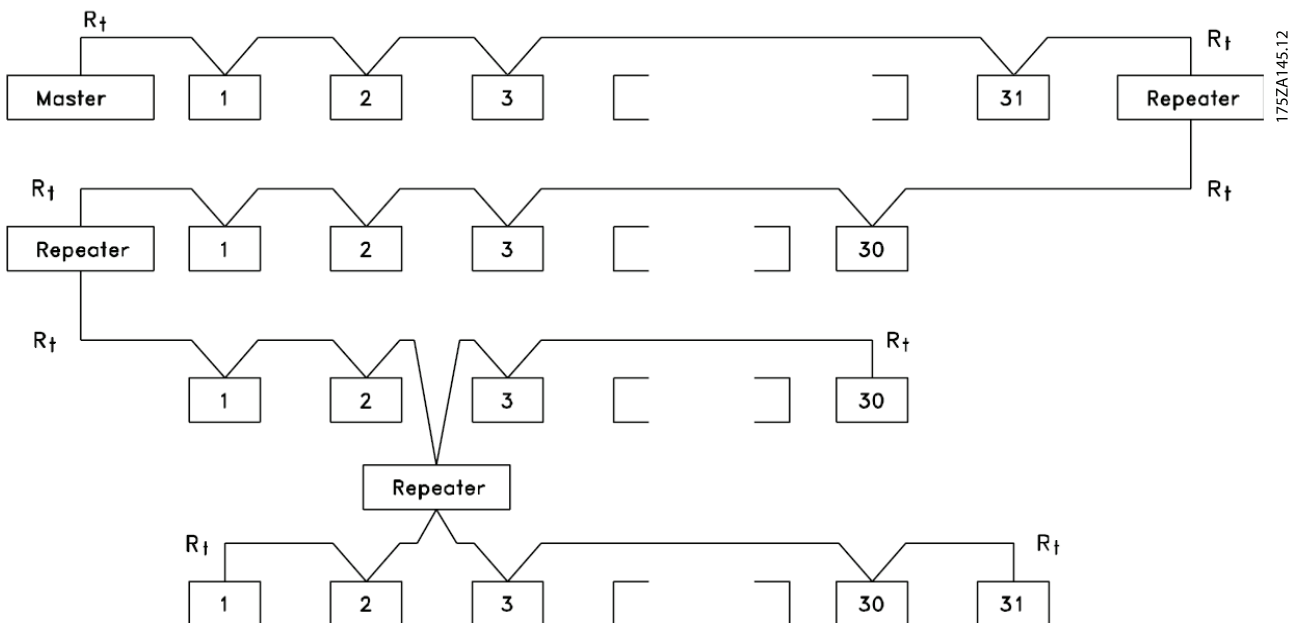 Rt Rt
Master 1 2 3 31 Repeater
175ZA145.12
Rt Rt
Repeater 1 2 3 30
Rt Rt
1 2 3 30
Repeater
Rt Rt
1 2 3 30 31